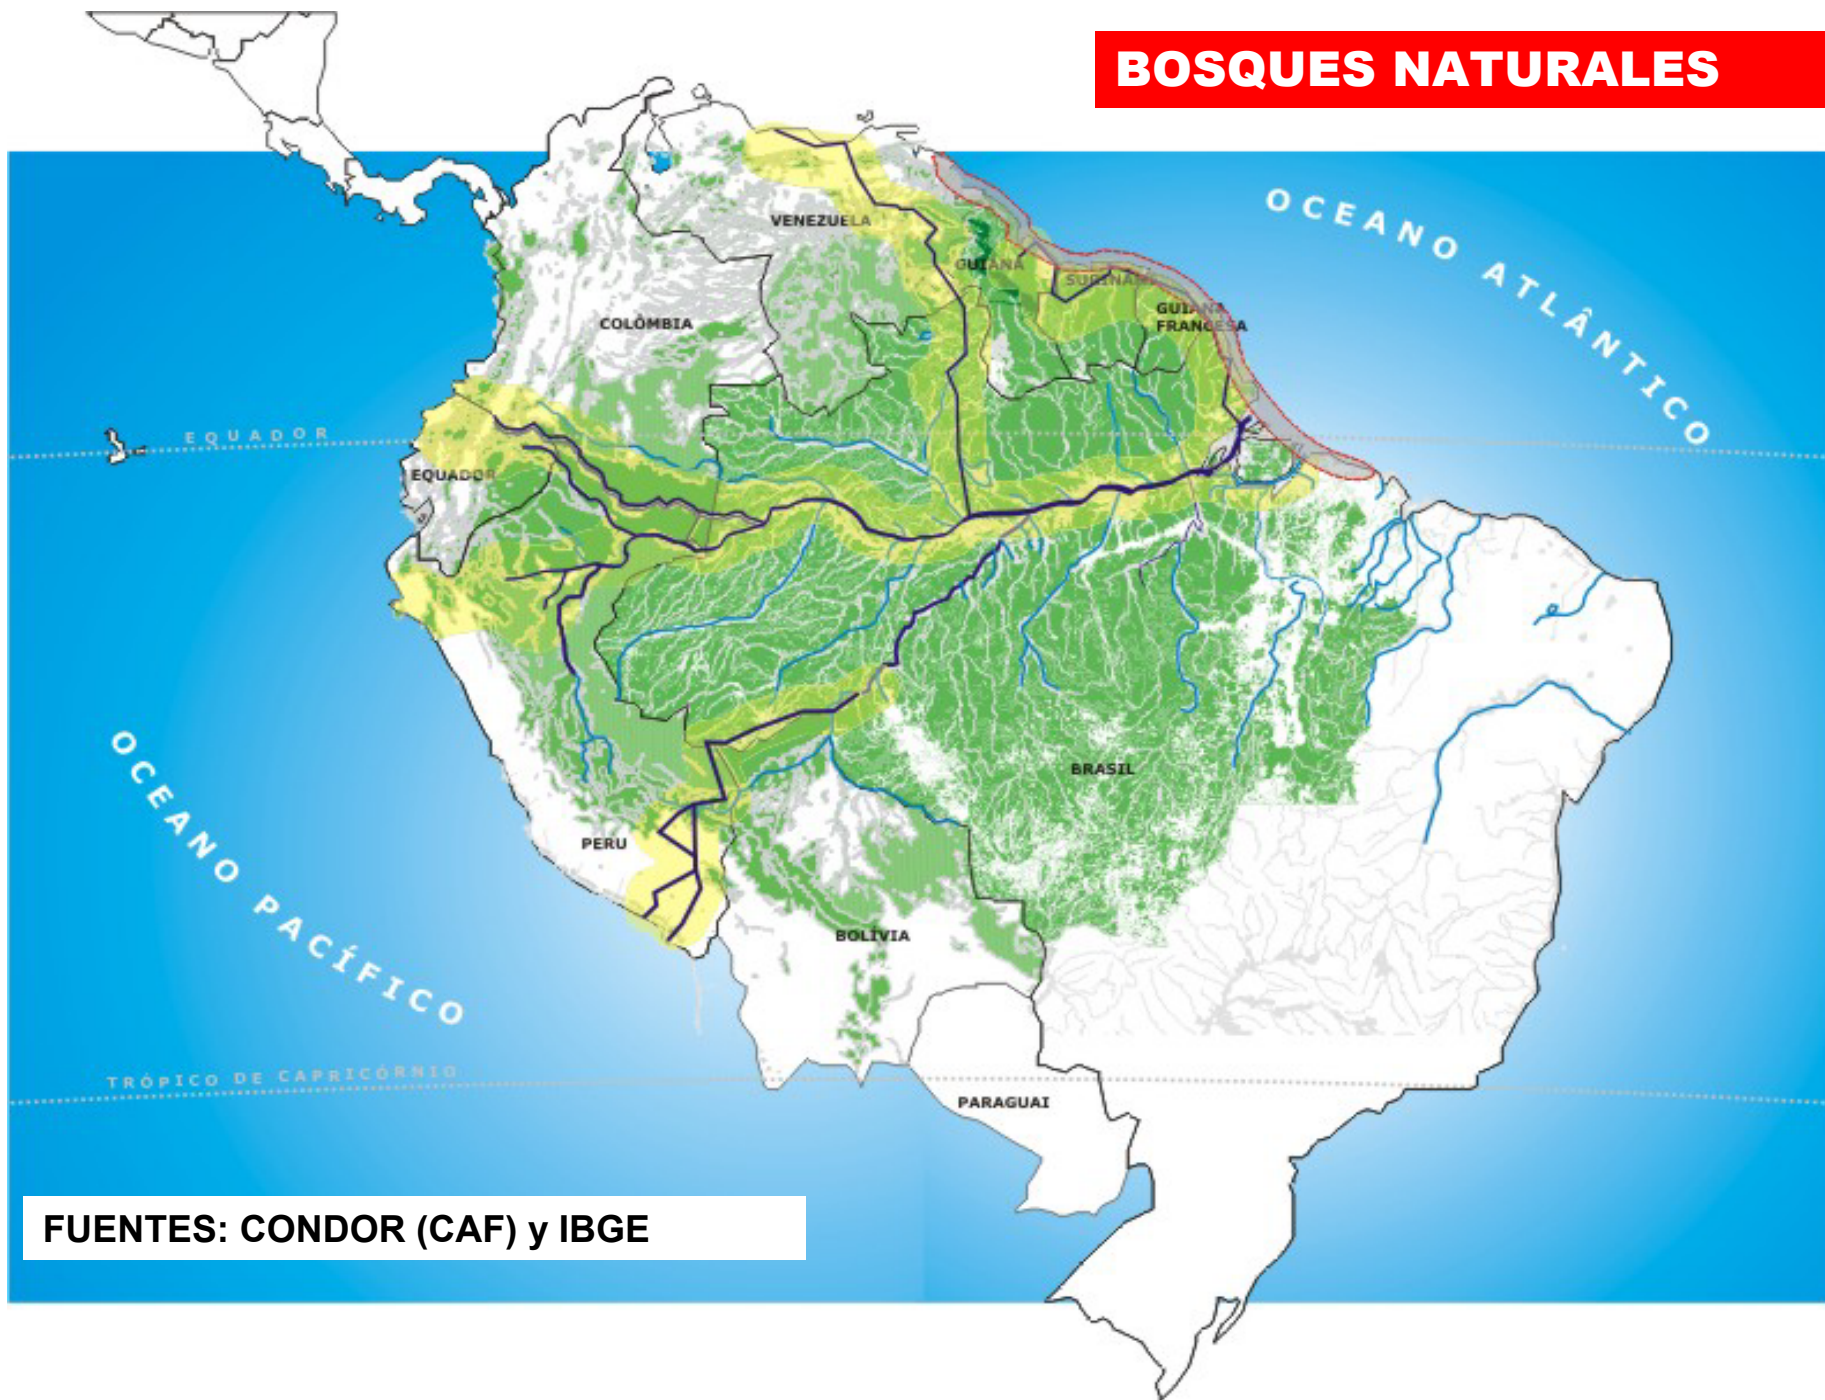 BOSQUES NATURALES
OCEANO ATLÂNTICO
VENEZUELA
GUIANA
SURINAME
GUIANA
FRANCESA
COLÔMBIA
EQUADOR
EQUADOR
BRASIL
OCEANO PACÍFICO
PERU
BOLÍVIA
TRÓPICO DE CAPRICÓRNIO
PARAGUAI
FUENTES: CONDOR (CAF) y IBGE